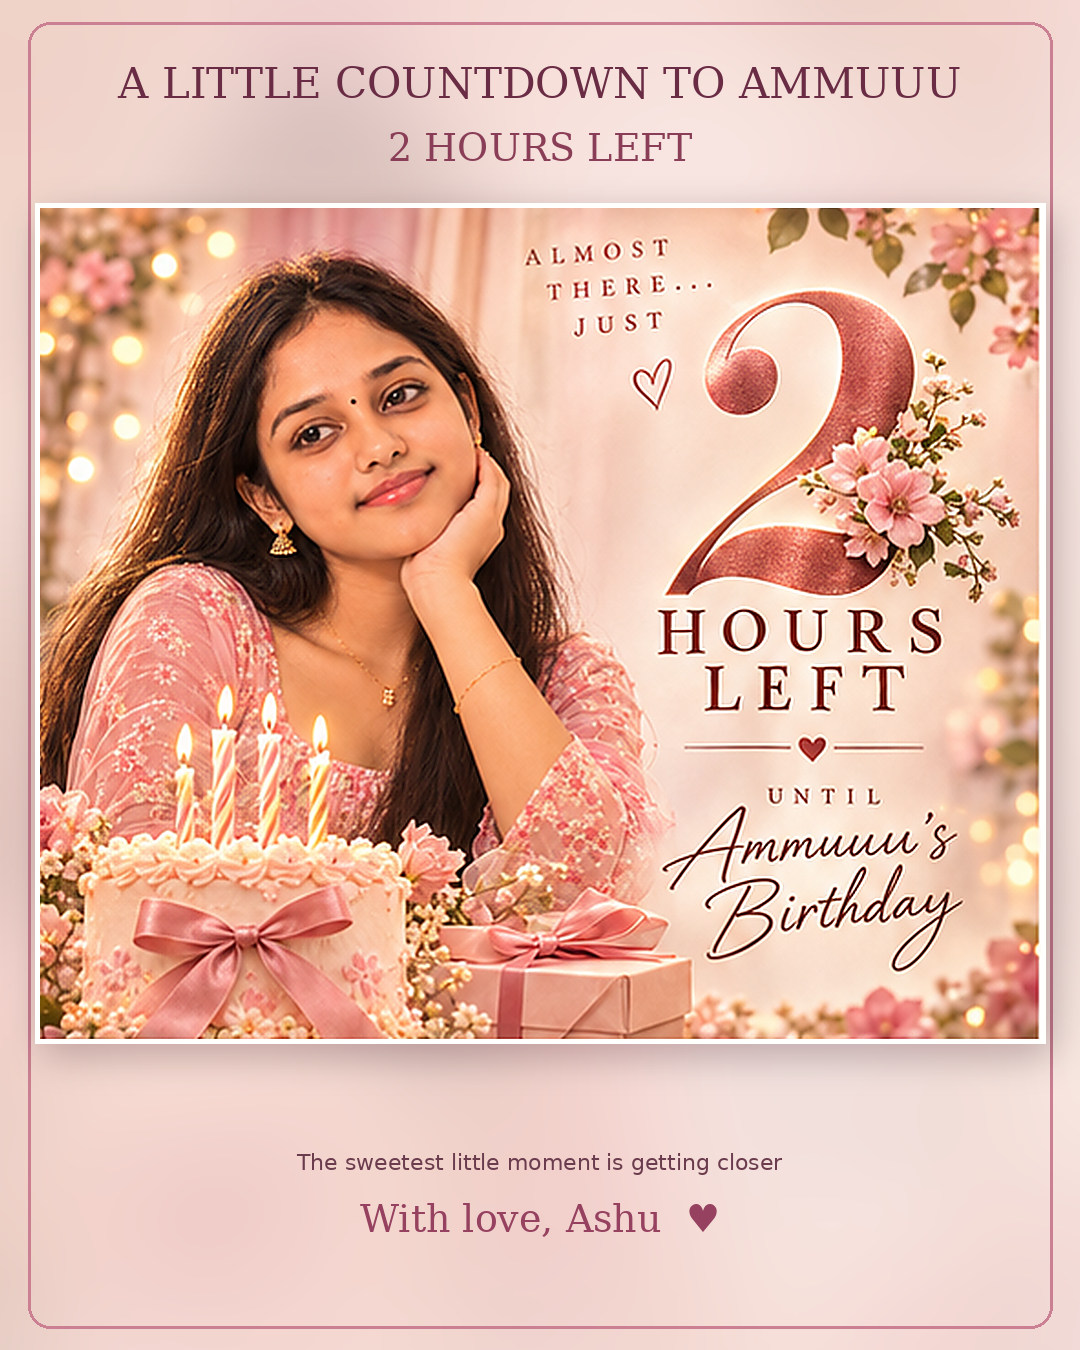 A LITTLE COUNTDOWN TO AMMUUU
2 HOURS LEFT
ALMOST
THERE...
JUST
2
HOURS
LEFT
UNTIL
Ammuuu's
Birthday
The sweetest little moment is getting closer
With love, Ashu ♥